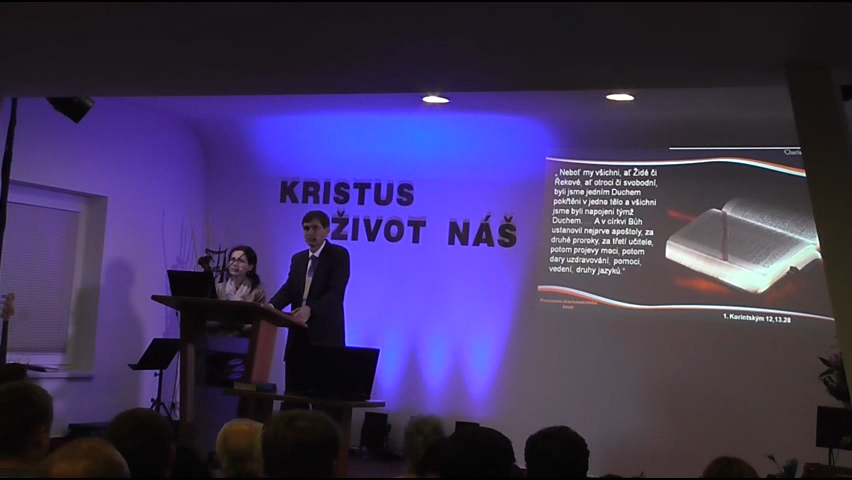 KRISTUS
ŽIVOT NÁŠ
„ Neboť my všichni, ať Židé či
Řekové, ať otroci či svobodní,
byli jsme jedním Duchem
pokřtěni v jedno tělo a všichni
jsme byli napojeni týmž
Duchem.... A v církvi Bůh
ustanovil nejprve apoštoly, za
druhé proroky, za třetí učitele,
potom projevy moci, potom
dary uzdravování, pomoci,
vedení, druhy jazyků.“
1. Korintským 12,13.28